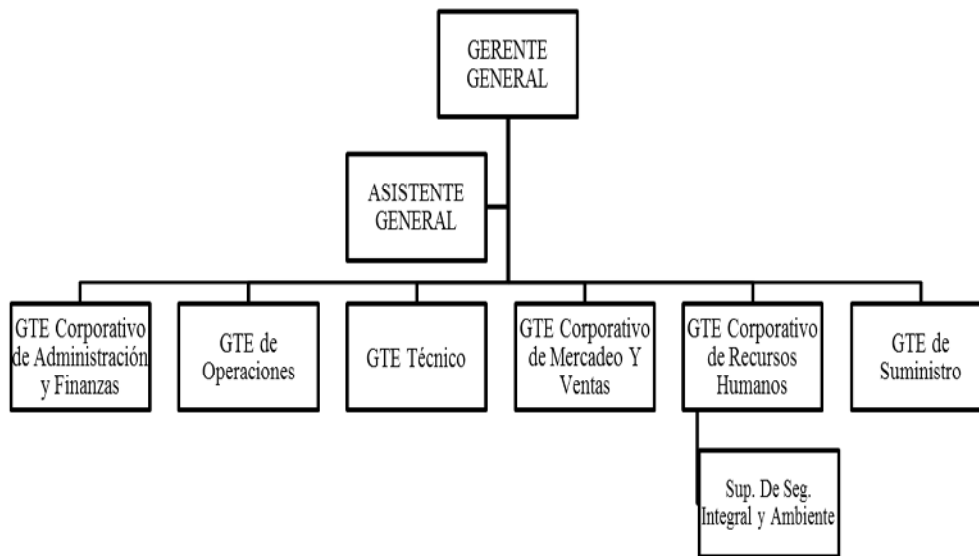 GERENTE
GENERAL
ASISTENTE
GENERAL
GTE Corporativo
de Administración
y Finanzas
GTE de
Operaciones
GTE Técnico
GTE Corporativo
de Mercadeo Y
Ventas
GTE Corporativo
de Recursos
Humanos
GTE de
Suministro
Sup. De Seg.
Integral y Ambiente